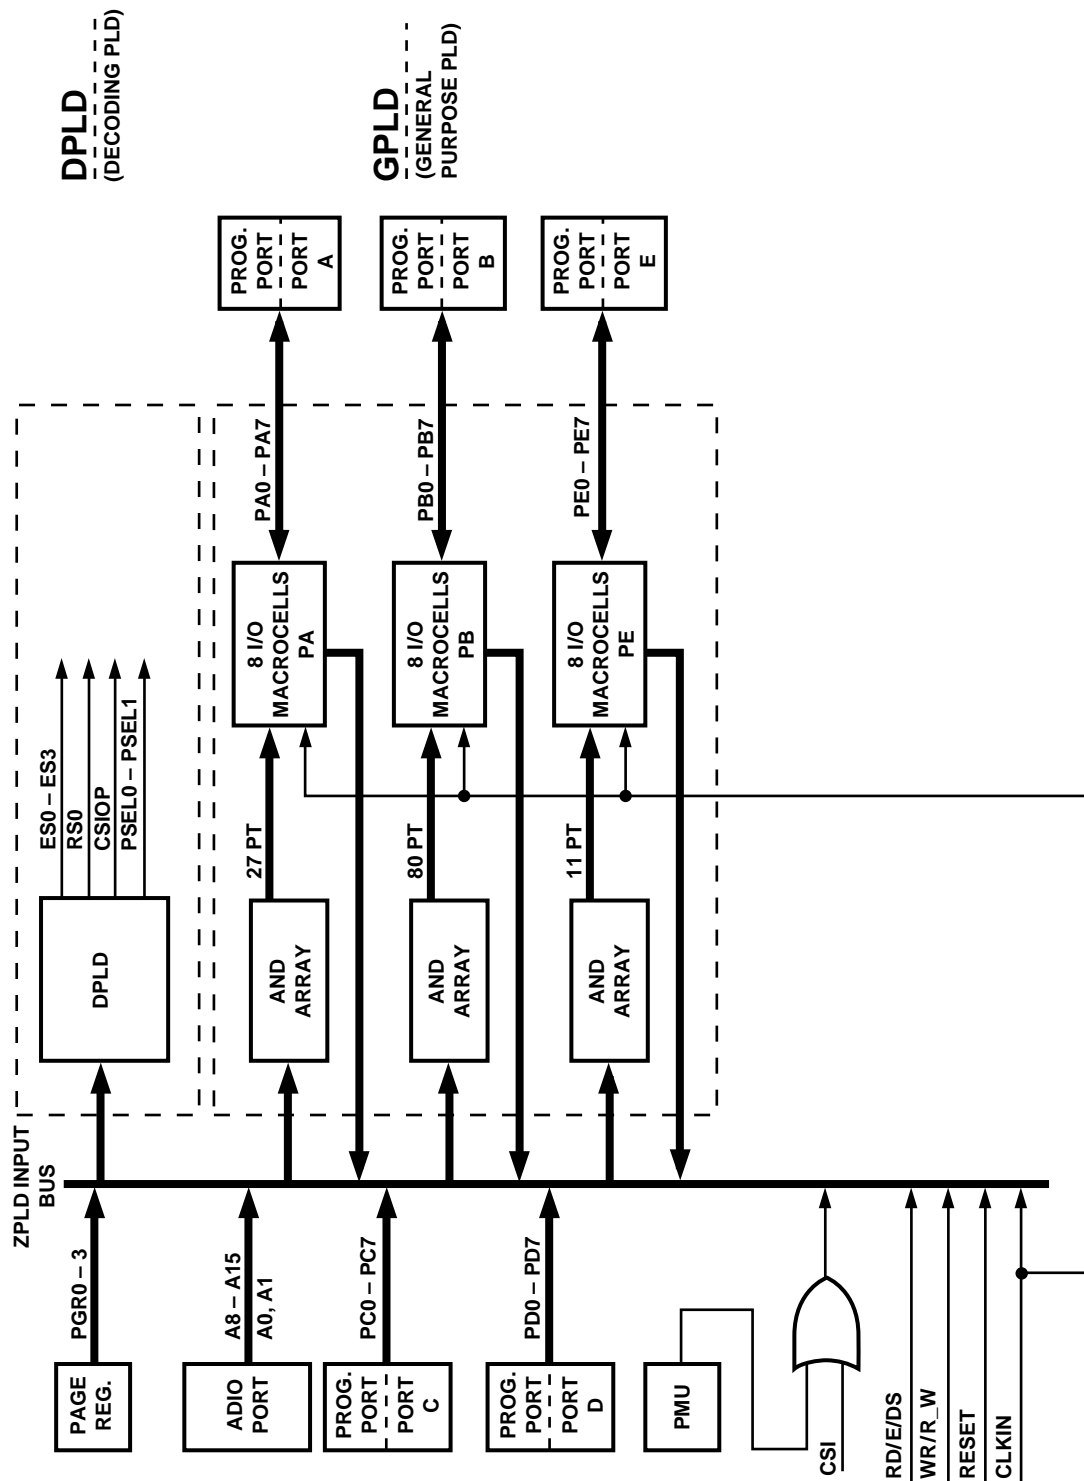 DPLD
(DECODING PLD)
GPLD
(GENERAL
PURPOSE PLD)
PROG.
PORT
PORT
A
PROG.
PORT
PORT
B
PROG.
PORT
PORT
E
PA0 – PA7
PB0 – PB7
PE0 – PE7
8 I/O
MACROCELLS
PA
8 I/O
MACROCELLS
PB
8 I/O
MACROCELLS
PE
ES0 – ES3
RS0
CSIOP
PSEL0 – PSEL1
27 PT
80 PT
11 PT
DPLD
AND
ARRAY
AND
ARRAY
AND
ARRAY
ZPLD INPUT
BUS
PGR0 – 3
A8 – A15
A0, A1
PC0 – PC7
PD0 – PD7
PAGE
REG.
ADIO
PORT
PROG.
PORT
PORT
C
PROG.
PORT
PORT
D
PMU
CSI
RD/E/DS
WR/R_W
RESET
CLKIN